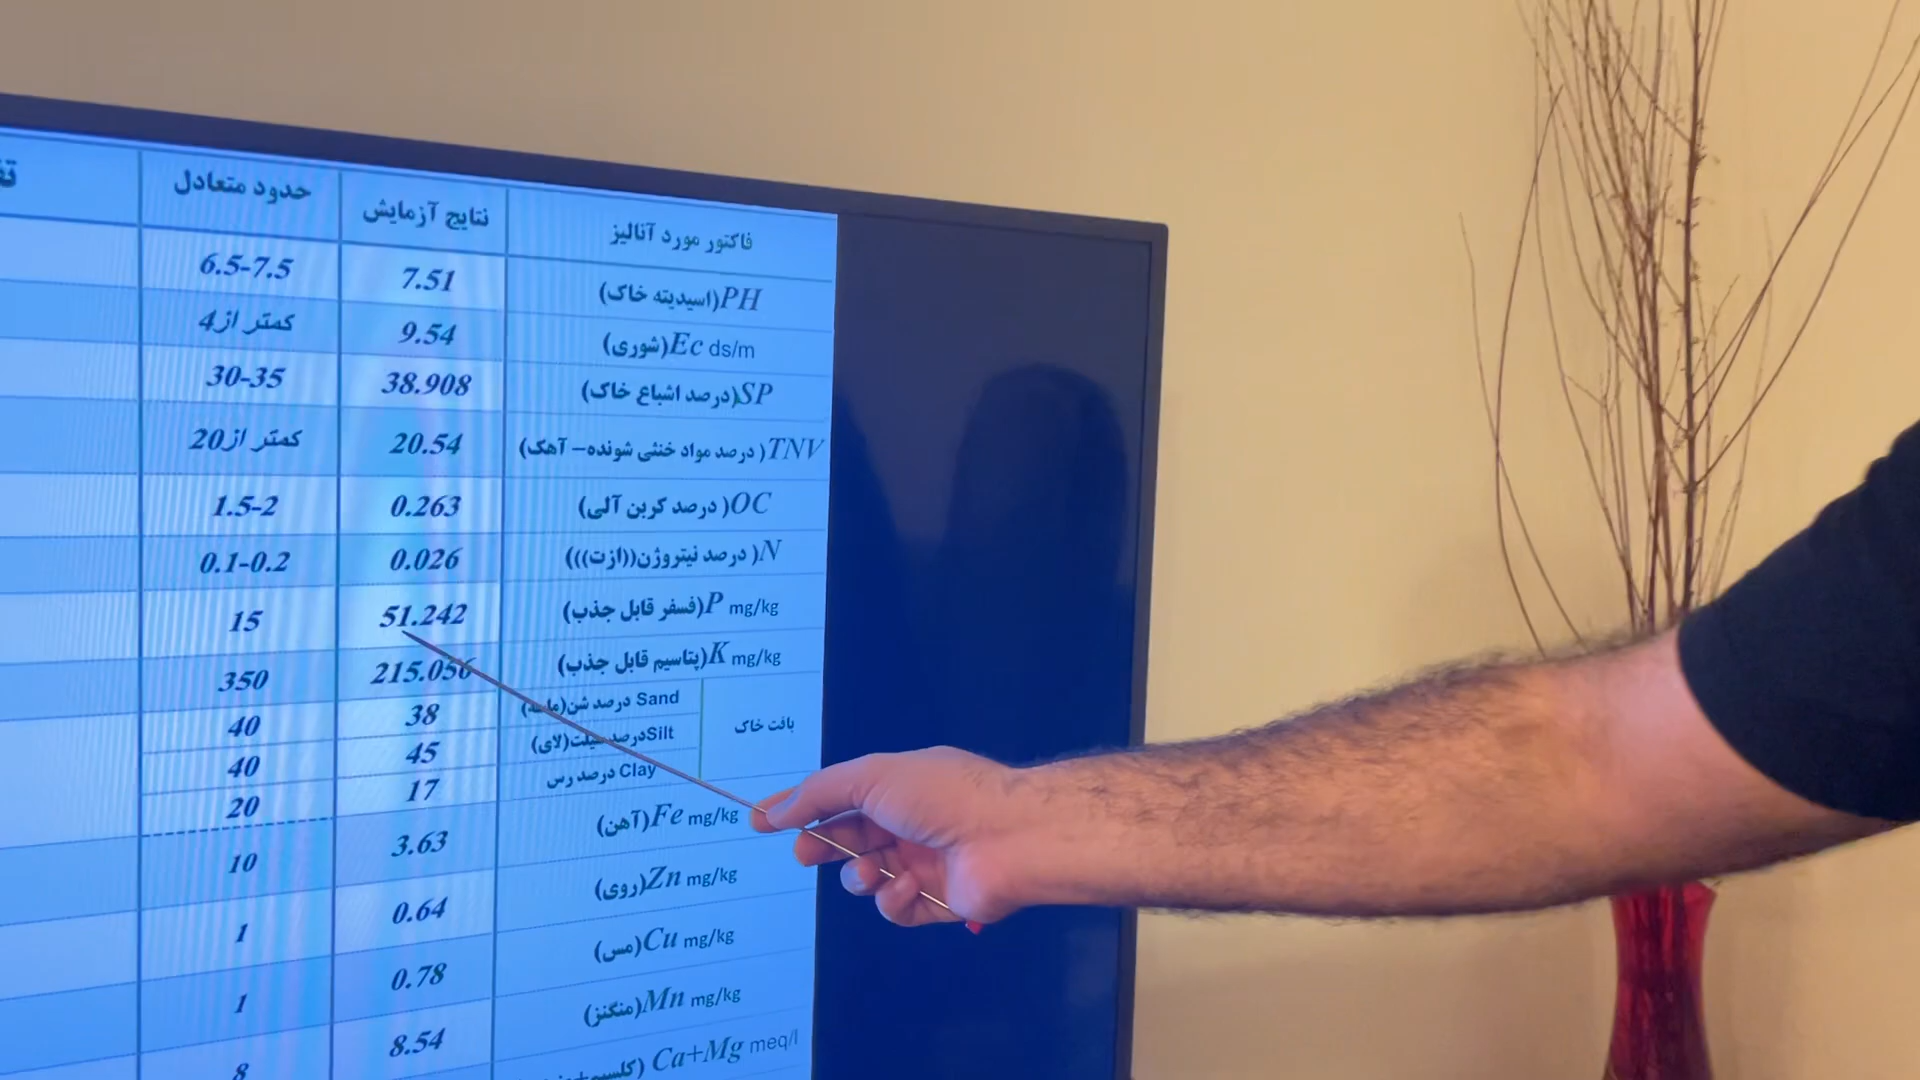 فاکتور مورد آنالیز نتایج آزمایش حدود متعادل
PH(اسیدیته خاک) 7.51 6.5-7.5
Ec ds/m(شوری) 9.54 کمتر از4
SP(درصد اشباع خاک) 38.908 30-35
TNV( درصد مواد خنثی شونده– آهک) 20.54 کمتر از20
OC( درصد کربن آلی) 0.263 1.5-2
N( درصد نیتروژن((ازت))) 0.026 0.1-0.2
P mg/kg(فسفر قابل جذب) 51.242 15
K mg/kg(پتاسیم قابل جذب) 215.056 350
بافت خاک
Sand درصد شن(ماسه) 38 40
Silt درصد سیلت(لای) 45 40
Clay درصد رس 17 20
Fe mg/kg(آهن) 3.63 10
Zn mg/kg(روی) 0.64 1
Cu mg/kg(مس) 0.78 1
Mn mg/kg(منگنز) 8.54 8
Ca+Mg meq/l (کلسیم+